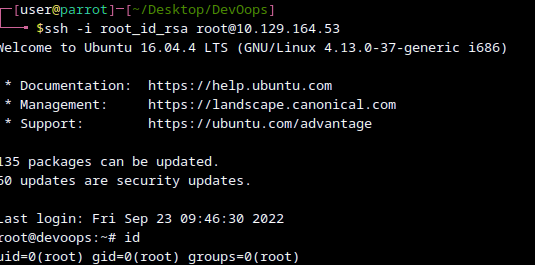 ┌─[user@parrot]─[~/Desktop/DevOops]
└──╼ $ssh -i root_id_rsa root@10.129.164.53
Welcome to Ubuntu 16.04.4 LTS (GNU/Linux 4.13.0-37-generic i686)
* Documentation: https://help.ubuntu.com
* Management: https://landscape.canonical.com
* Support: https://ubuntu.com/advantage
135 packages can be updated.
60 updates are security updates.
Last login: Fri Sep 23 09:46:30 2022
root@devoops:~# id
uid=0(root) gid=0(root) groups=0(root)